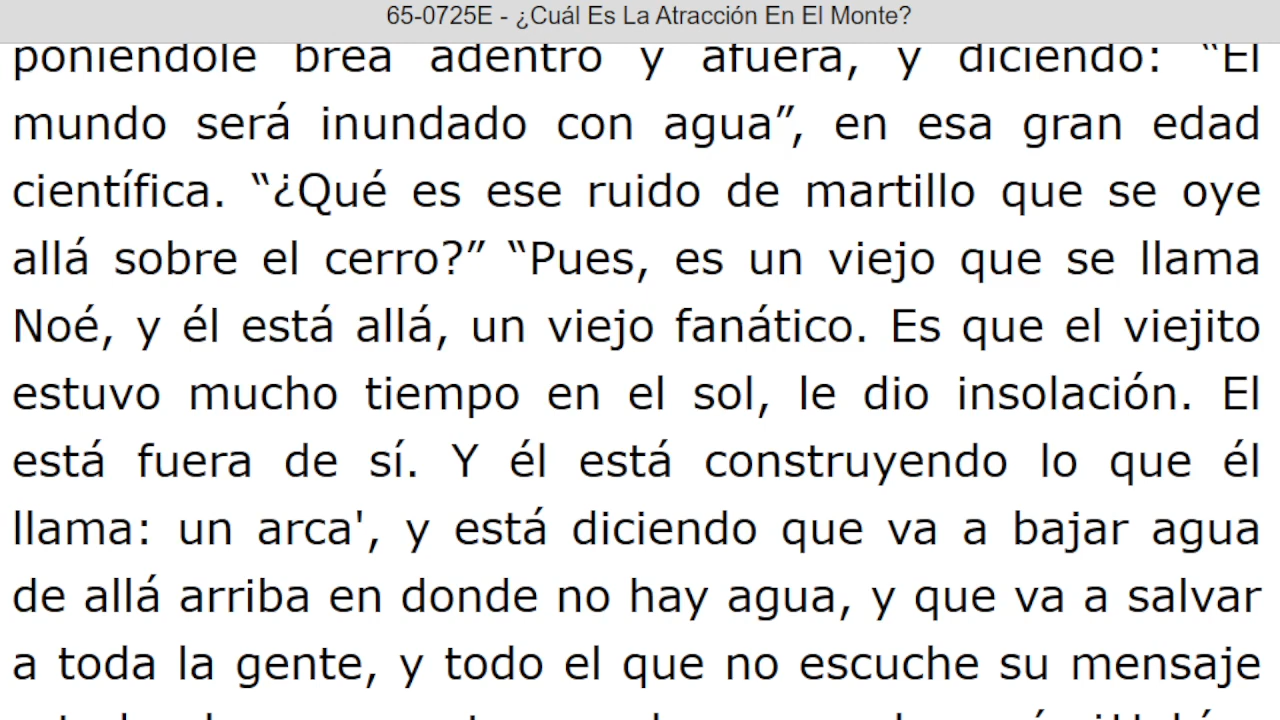 65-0725E - ¿Cuál Es La Atracción En El Monte?
poniéndole brea adentro y afuera, y diciendo: “El
mundo será inundado con agua”, en esa gran edad
científica. “¿Qué es ese ruido de martillo que se oye
allá sobre el cerro?” “Pues, es un viejo que se llama
Noé, y él está allá, un viejo fanático. Es que el viejito
estuvo mucho tiempo en el sol, le dio insolación. El
está fuera de sí. Y él está construyendo lo que él
llama: un arca', y está diciendo que va a bajar agua
de allá arriba en donde no hay agua, y que va a salvar
a toda la gente, y todo el que no escuche su mensaje